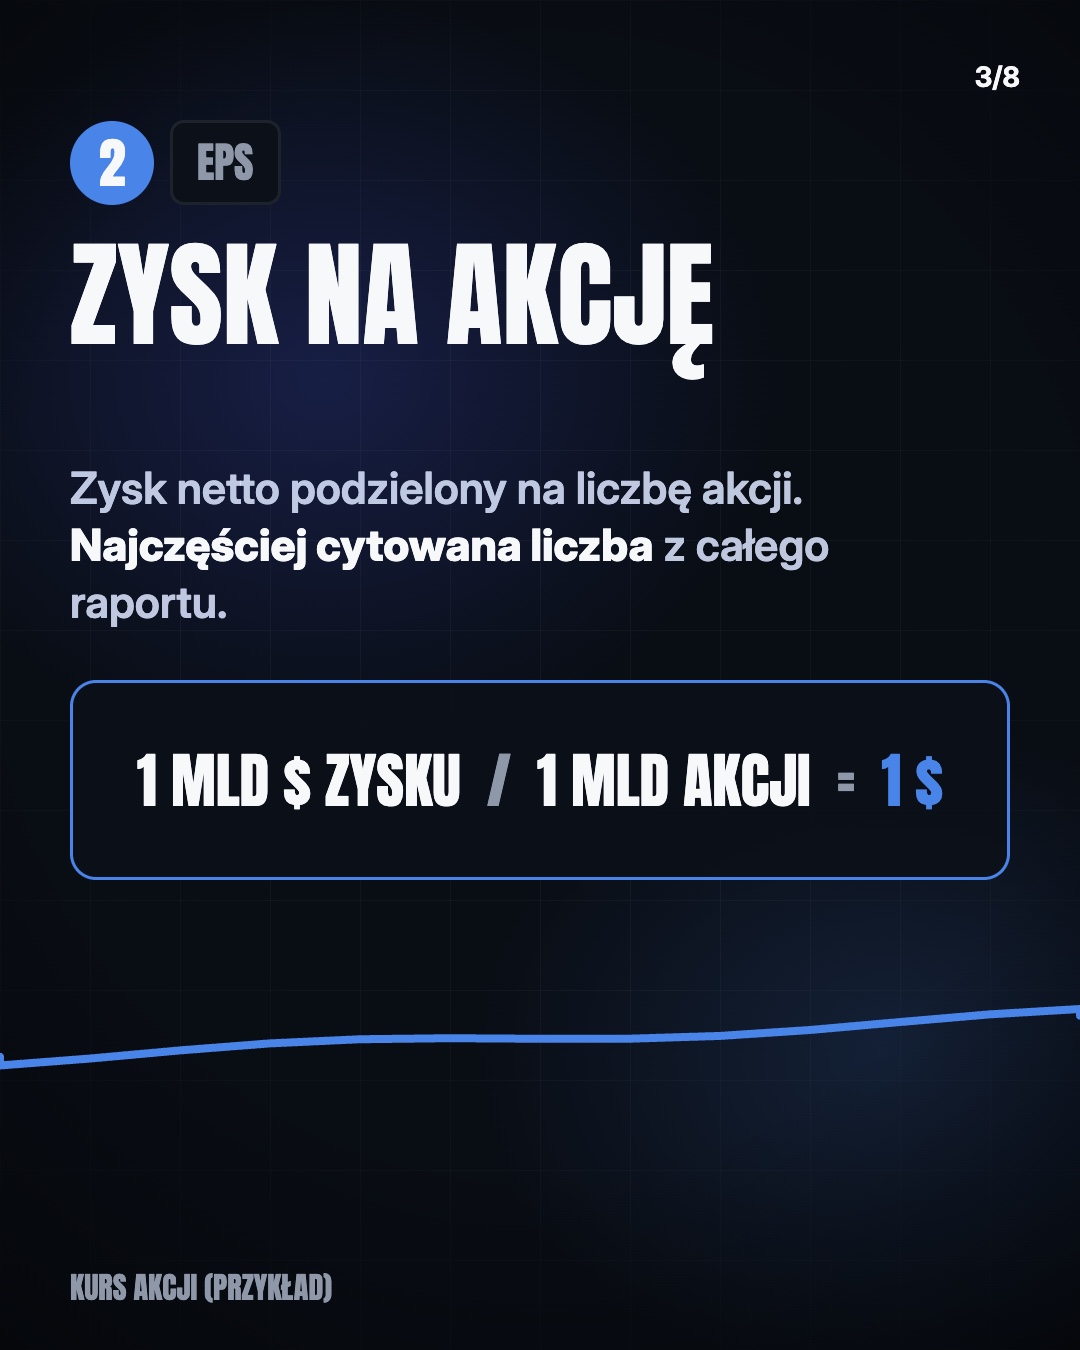 3/8
2 EPS
ZYSK NA AKCJĘ
Zysk netto podzielony na liczbę akcji.
Najczęściej cytowana liczba z całego
raportu.
1 MLD $ ZYSKU / 1 MLD AKCJI = 1 $
KURS AKCJI (PRZYKŁAD)